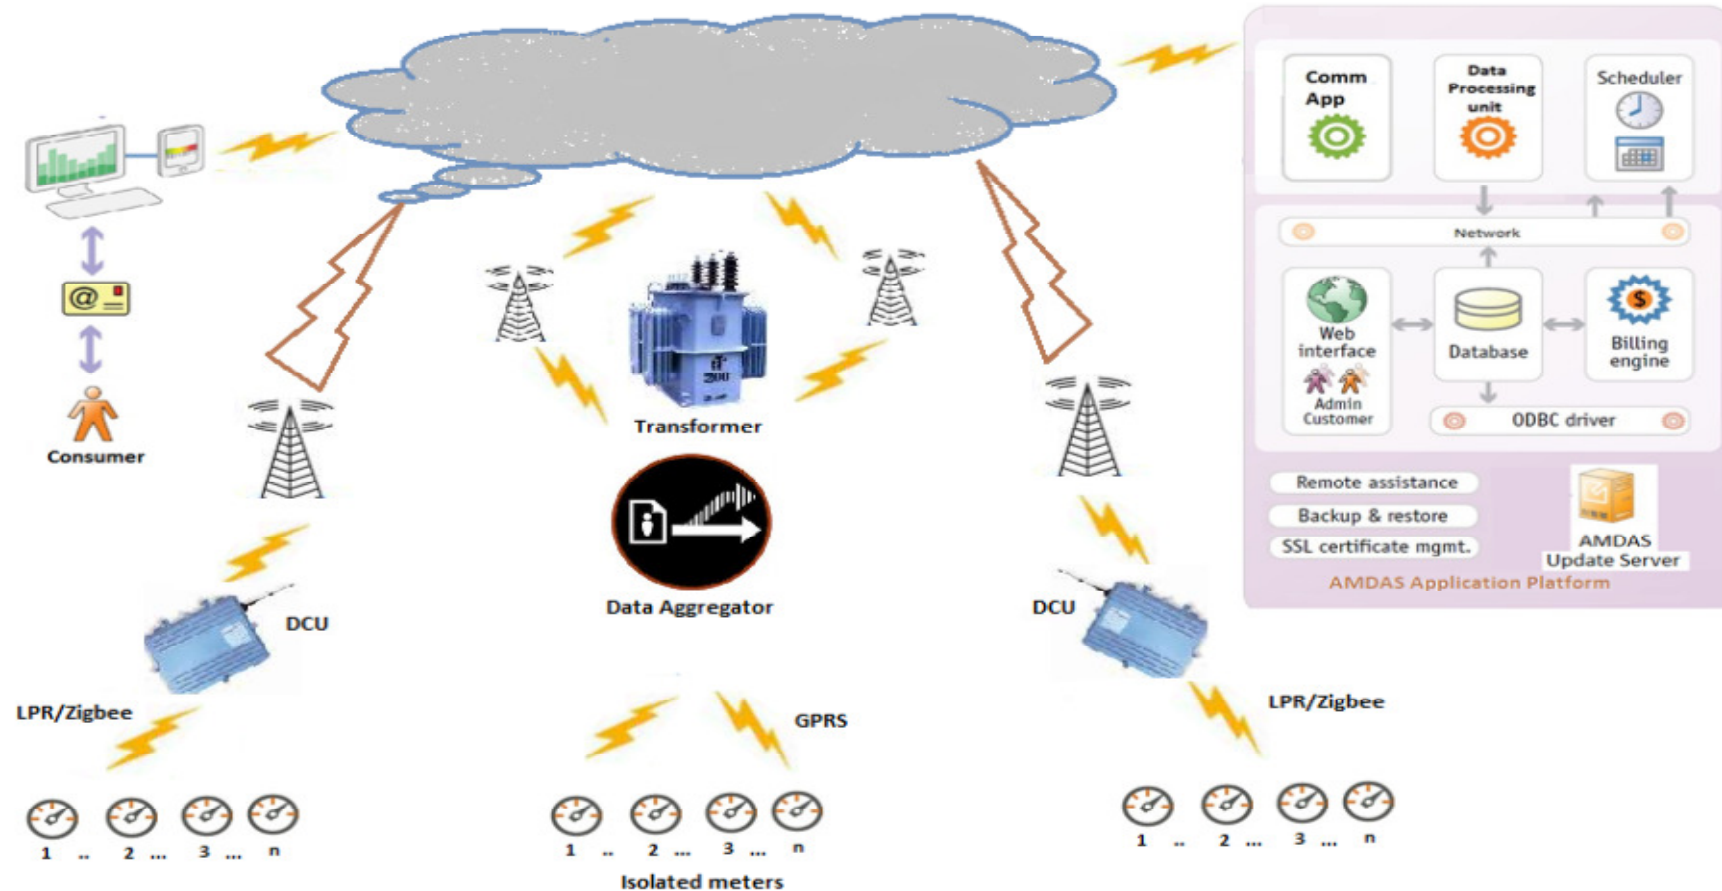 Comm
App
Data
Processing
unit
Scheduler
Network
Web
interface
Admin
Customer
Database
Billing
engine
ODBC driver
Remote assistance
Backup & restore
SSL certificate mgmt.
AMDAS
Update Server
AMDAS Application Platform
@
$
Consumer
Transformer
Data Aggregator
DCU
DCU
LPR/Zigbee
GPRS
LPR/Zigbee
1 .. 2 ... 3 ... n
1 .. 2 ... 3 ... n
1 .. 2 ... 3 ... n
Isolated meters